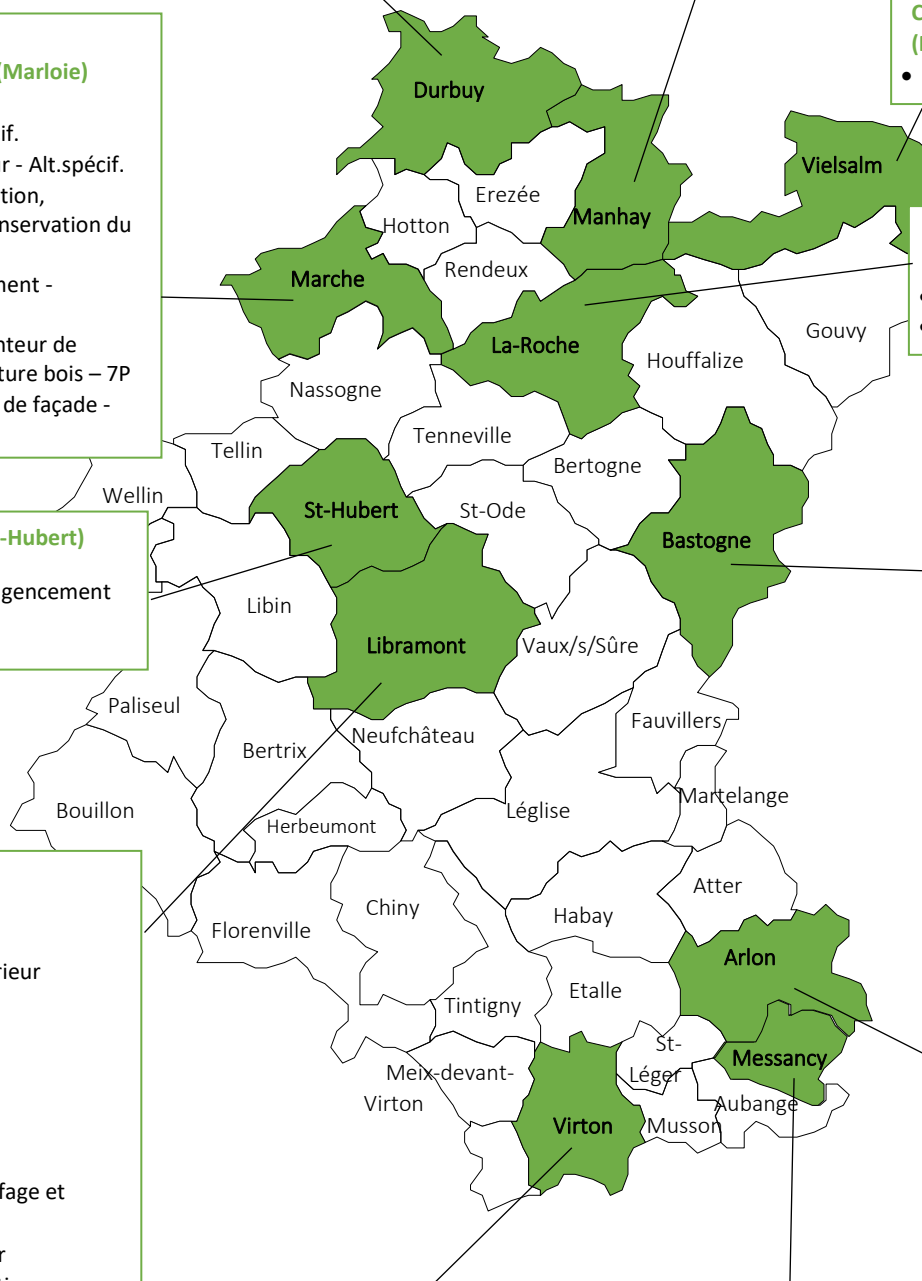 (Marloie)
if.
r - Alt.spécif.
tion,
nservation du
ment -
nteur de
ture bois – 7P
de façade -
-Hubert)
gencement
rieur
fage et
r
C
(
•
•
•
Durbuy
Vielsalm
Erezée
Manhay
Hotton
Rendeux
Marche
Gouvy
La-Roche
Houffalize
Nassogne
Tenneville
Tellin
Bertogne
Wellin
St-Hubert
St-Ode
Bastogne
Libin
Libramont
Vaux/s/Sûre
Paliseul
Fauvillers
Neufchâteau
Bertrix
Martelange
Bouillon
Léglise
Herbeumont
Atter
Chiny
Habay
Florenville
Arlon
Etalle
Tintigny
St-
Léger
Messancy
Meix-devant-
Virton
Aubange
Virton
Musson